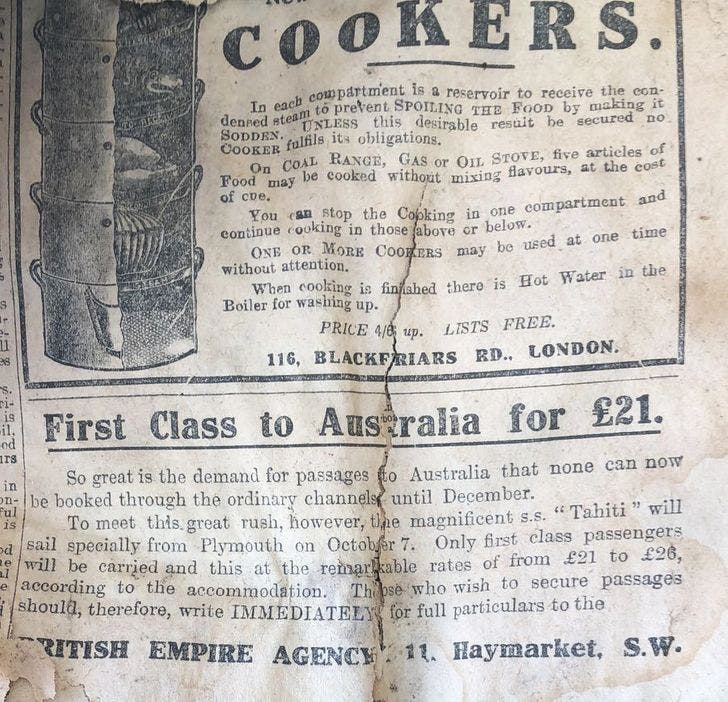 COOKERS.
In each compartment is a reservoir to receive the con-
densed steam to prevent SPOILING THE FOOD by making it
SODDEN. UNLESS this desirable result be secured no
COOKER fulfils its obligations.
On COAL RANGE, GAS or OIL STOVE, five articles of
Food may be cooked without mixing flavours, at the cost
of one.
You can stop the Cooking in one compartment and
continue cooking in those above or below.
ONE OR MORE COOKERS may be used at one time
without attention.
When cooking is finished there is Hot Water in the
Boiler for washing up.
PRICE 4/6 up. LISTS FREE.
116, BLACKFRIARS RD., LONDON.
First Class to Australia for £21.
So great is the demand for passages to Australia that none can now
be booked through the ordinary channels until December.
To meet this great rush, however, the magnificent s.s. "Tahiti" will
sail specially from Plymouth on October 7. Only first class passengers
will be carried and this at the remarkable rates of from £21 to £26,
according to the accommodation. Those who wish to secure passages
should, therefore, write IMMEDIATELY for full particulars to the
BRITISH EMPIRE AGENCY 11, Haymarket, S.W.